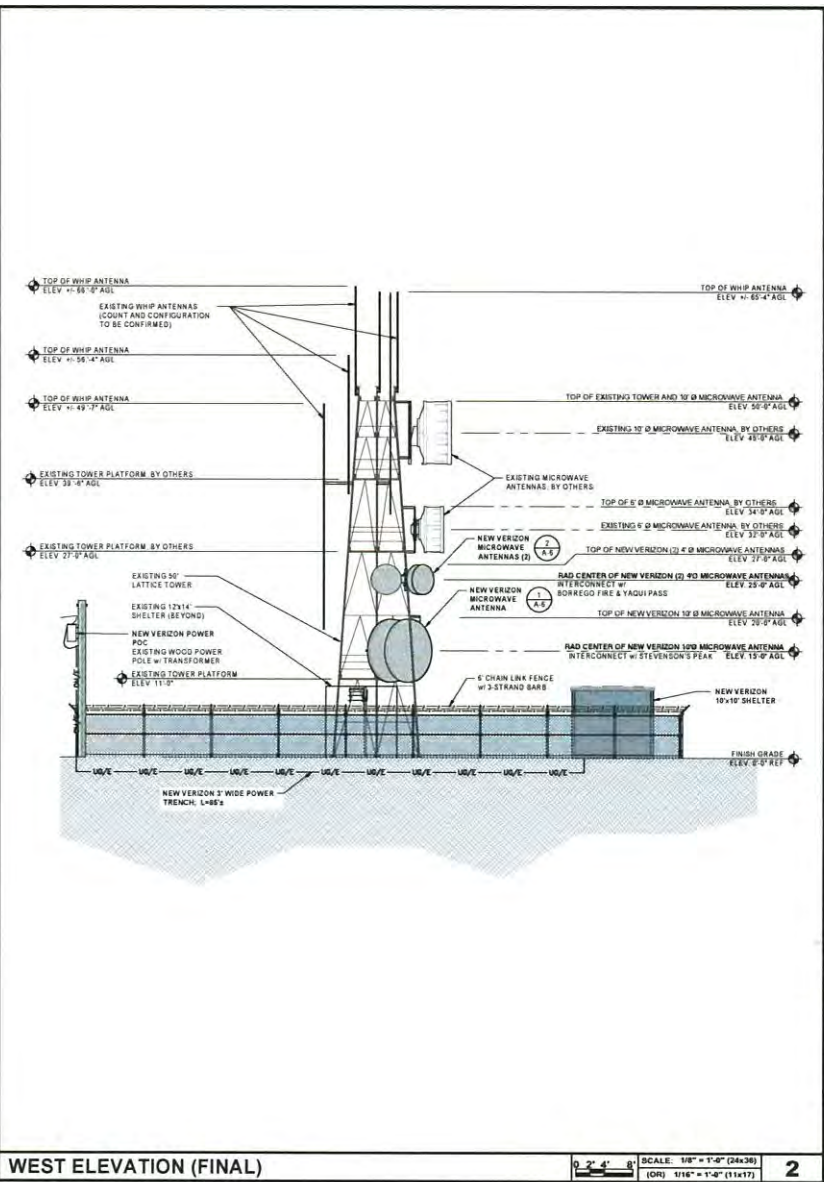 TOP OF WHIP ANTENNA
ELEV +/- 66'-0" AGL
EXISTING WHIP ANTENNAS
(COUNT AND CONFIGURATION
TO BE CONFIRMED)
TOP OF WHIP ANTENNA
ELEV +/- 56'-4" AGL
TOP OF WHIP ANTENNA
ELEV +/- 49'-7" AGL
EXISTING TOWER PLATFORM, BY OTHERS
ELEV 38'-6" AGL
EXISTING TOWER PLATFORM, BY OTHERS
ELEV 27'-0" AGL
EXISTING 50'
LATTICE TOWER
EXISTING 12'x14'
SHELTER (BEYOND)
NEW VERIZON POWER
POC
EXISTING WOOD POWER
POLE w/ TRANSFORMER
EXISTING TOWER PLATFORM
ELEV 11'-0"
TOP OF WHIP ANTENNA
ELEV +/- 65'-4" AGL
TOP OF EXISTING TOWER AND 10' Ø MICROWAVE ANTENNA
ELEV. 50'-0" AGL
EXISTING 10' Ø MICROWAVE ANTENNA, BY OTHERS
ELEV 45'-0" AGL
EXISTING MICROWAVE
ANTENNAS, BY OTHERS
TOP OF 6' Ø MICROWAVE ANTENNA, BY OTHERS
ELEV 34'-0" AGL
EXISTING 6' Ø MICROWAVE ANTENNA, BY OTHERS
ELEV 32'-0" AGL
NEW VERIZON
MICROWAVE
ANTENNAS (2)
2
A-6
TOP OF NEW VERIZON (2) 4' Ø MICROWAVE ANTENNAS
ELEV. 27'-0" AGL
RAD CENTER OF NEW VERIZON (2) 4'Ø MICROWAVE ANTENNAS
INTERCONNECT w/ ELEV. 25'-0" AGL
BORREGO FIRE & YAQUI PASS
NEW VERIZON
MICROWAVE
ANTENNA
1
A-6
TOP OF NEW VERIZON 10' Ø MICROWAVE ANTENNA
ELEV. 20'-0" AGL
RAD CENTER OF NEW VERIZON 10'Ø MICROWAVE ANTENNA
INTERCONNECT w/ STEVENSON'S PEAK ELEV. 15'-0" AGL
6' CHAIN LINK FENCE
w/ 3-STRAND BARB
NEW VERIZON
10'x10' SHELTER
FINISH GRADE
ELEV. 0'-0" REF
UG/E UG/E UG/E UG/E UG/E UG/E UG/E UG/E UG/E UG/E UG/E
NEW VERIZON 3' WIDE POWER
TRENCH; L=85'±
WEST ELEVATION (FINAL)
0 2' 4' 8'
SCALE: 1/8" = 1'-0" (24x36)
(OR) 1/16" = 1'-0" (11x17)
2